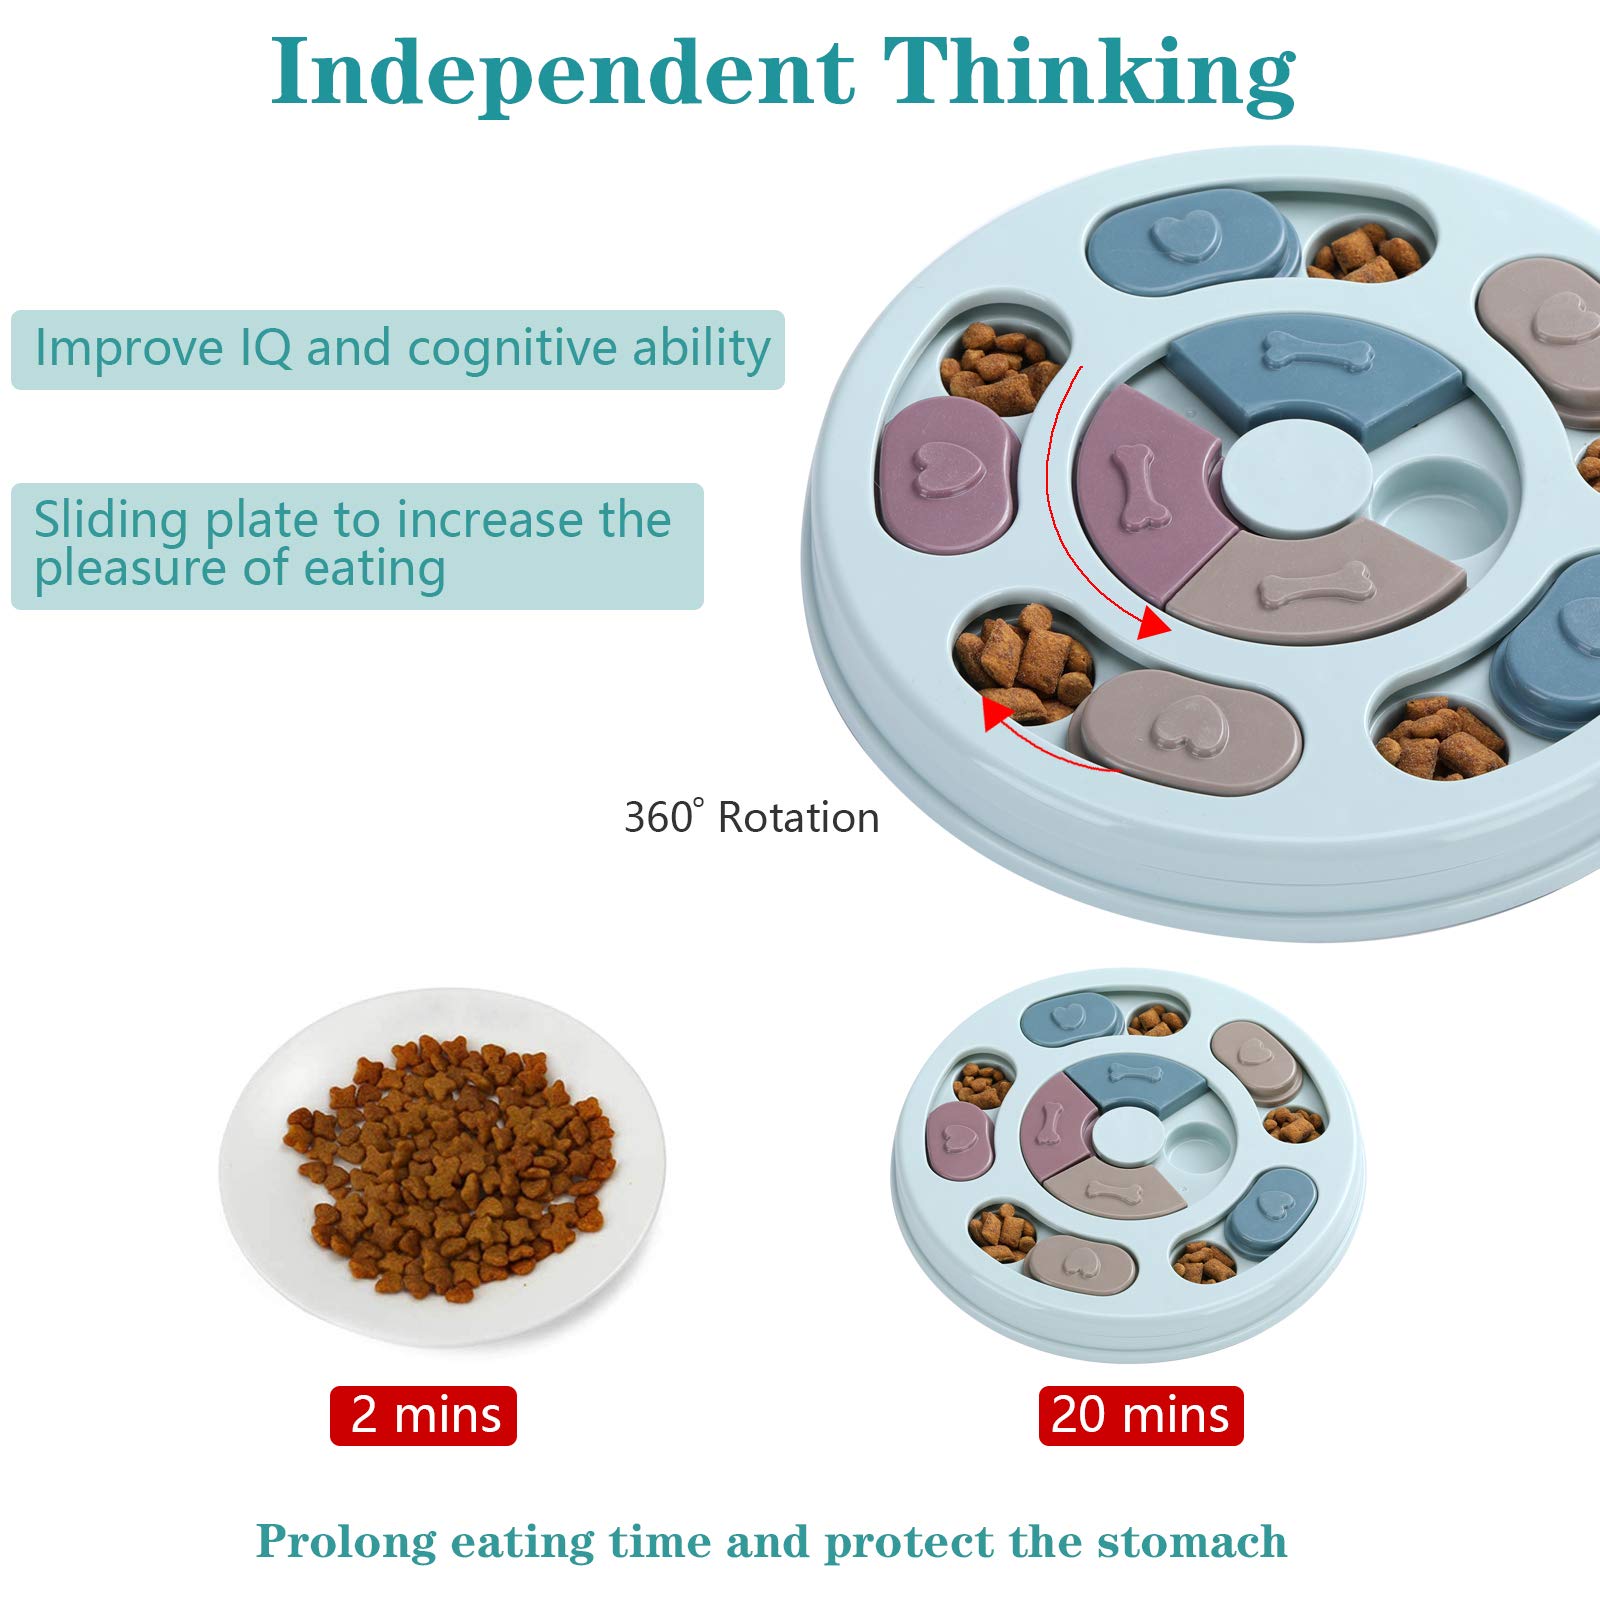 Independent Thinking
Improve IQ and cognitive ability
Sliding plate to increase the
pleasure of eating
360° Rotation
2 mins
20 mins
Prolong eating time and protect the stomach